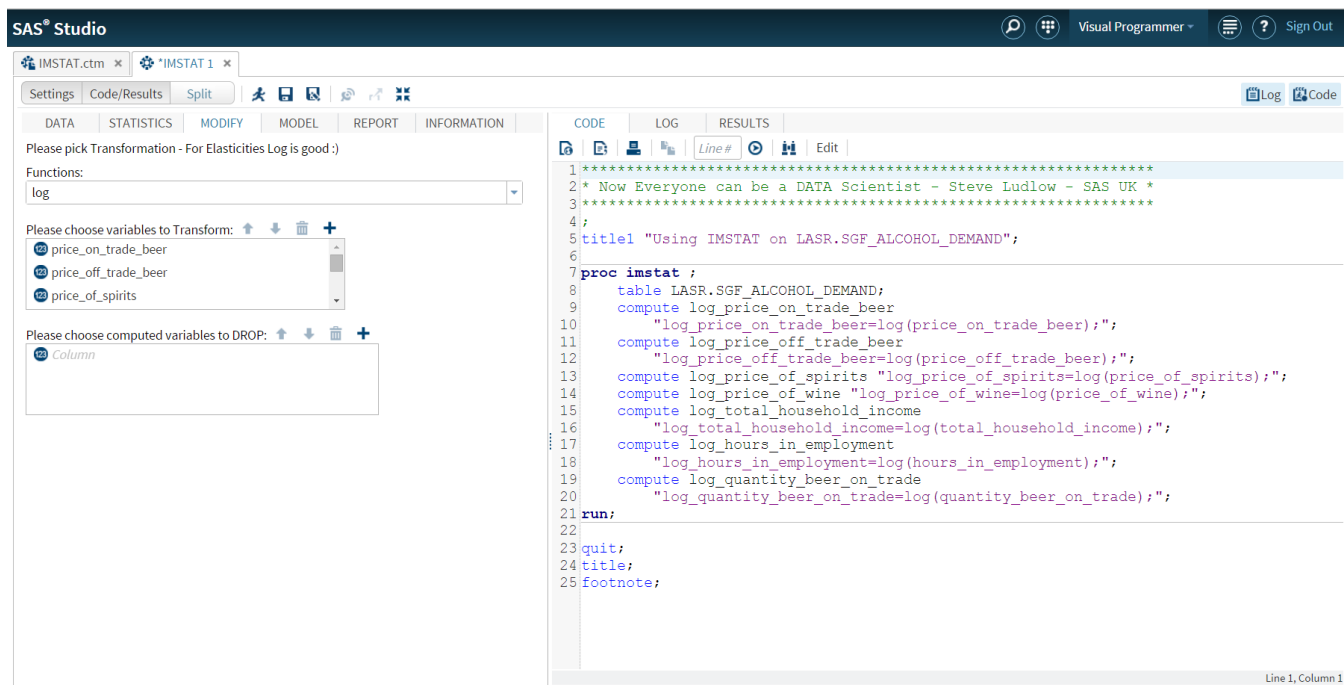 SAS® Studio
Visual Programmer
?
Sign Out
IMSTAT.ctm ×
*IMSTAT 1 ×
Settings Code/Results Split
Log Code
DATA STATISTICS MODIFY MODEL REPORT INFORMATION
Please pick Transformation - For Elasticities Log is good :)
Functions:
log
Please choose variables to Transform:
123 price_on_trade_beer
123 price_off_trade_beer
123 price_of_spirits
Please choose computed variables to DROP:
123 Column
CODE LOG RESULTS
Line # Edit
1 *****************************************************************
2 * Now Everyone can be a DATA Scientist - Steve Ludlow - SAS UK *
3 *****************************************************************
4 ;
5 title1 "Using IMSTAT on LASR.SGF_ALCOHOL_DEMAND";
6
7 proc imstat ;
8 table LASR.SGF_ALCOHOL_DEMAND;
9 compute log_price_on_trade_beer
10 "log_price_on_trade_beer=log(price_on_trade_beer);";
11 compute log_price_off_trade_beer
12 "log_price_off_trade_beer=log(price_off_trade_beer);";
13 compute log_price_of_spirits "log_price_of_spirits=log(price_of_spirits);";
14 compute log_price_of_wine "log_price_of_wine=log(price_of_wine);";
15 compute log_total_household_income
16 "log_total_household_income=log(total_household_income);";
17 compute log_hours_in_employment
18 "log_hours_in_employment=log(hours_in_employment);";
19 compute log_quantity_beer_on_trade
20 "log_quantity_beer_on_trade=log(quantity_beer_on_trade);";
21 run;
22
23 quit;
24 title;
25 footnote;
Line 1, Column 1